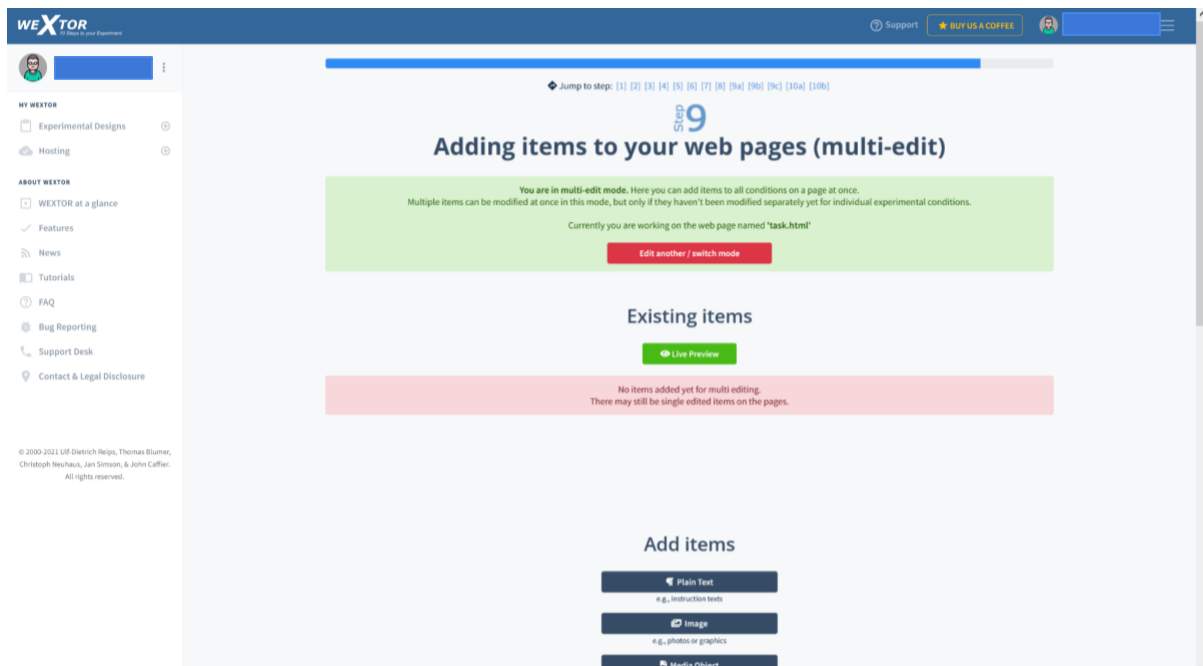 WEXTOR
10 Steps to your Experiment
Support
BUY US A COFFEE
MY WEXTOR
Experimental Designs
Hosting
ABOUT WEXTOR
WEXTOR at a glance
Features
News
Tutorials
FAQ
Bug Reporting
Support Desk
Contact & Legal Disclosure
© 2000-2021 Ulf-Dietrich Reips, Thomas Blumer,
Christoph Neuhaus, Jan Simson, & John Caffier.
All rights reserved.
Jump to step: [1] [2] [3] [4] [5] [6] [7] [8] [9a] [9b] [9c] [10a] [10b]
Step 9
Adding items to your web pages (multi-edit)
You are in multi-edit mode. Here you can add items to all conditions on a page at once.
Multiple items can be modified at once in this mode, but only if they haven't been modified separately yet for individual experimental conditions.
Currently you are working on the web page named 'task.html'
Edit another / switch mode
Existing items
Live Preview
No items added yet for multi editing.
There may still be single edited items on the pages.
Add items
Plain Text
e.g., instruction texts
Image
e.g., photos or graphics
Media Object